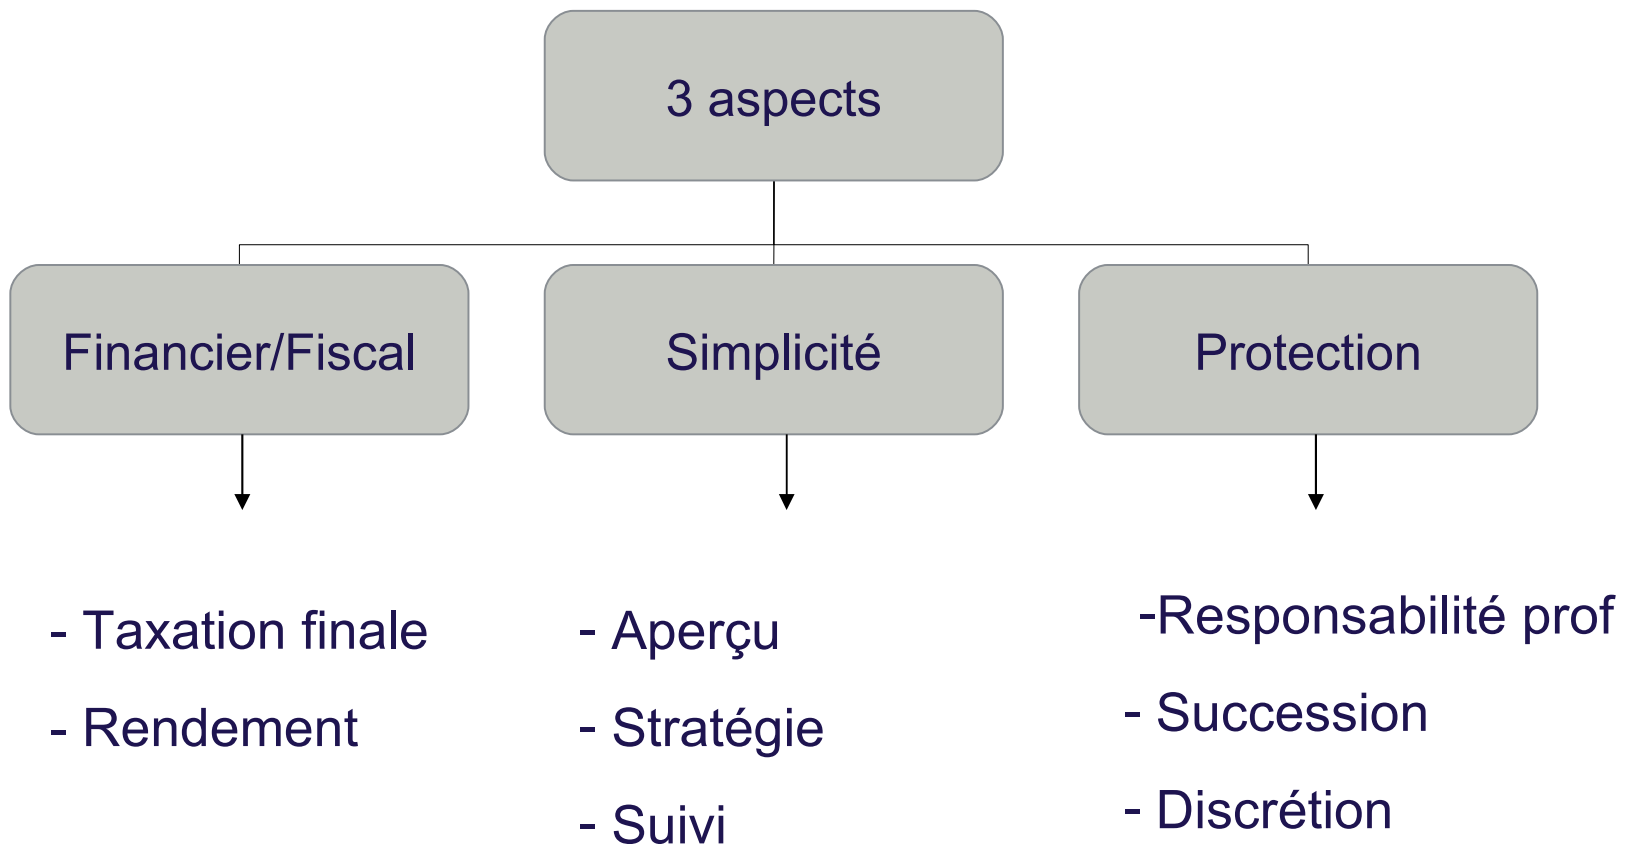 3 aspects
Financier/Fiscal
Simplicité
Protection
- Taxation finale
- Rendement
- Aperçu
- Stratégie
- Suivi
-Responsabilité prof
- Succession
- Discrétion